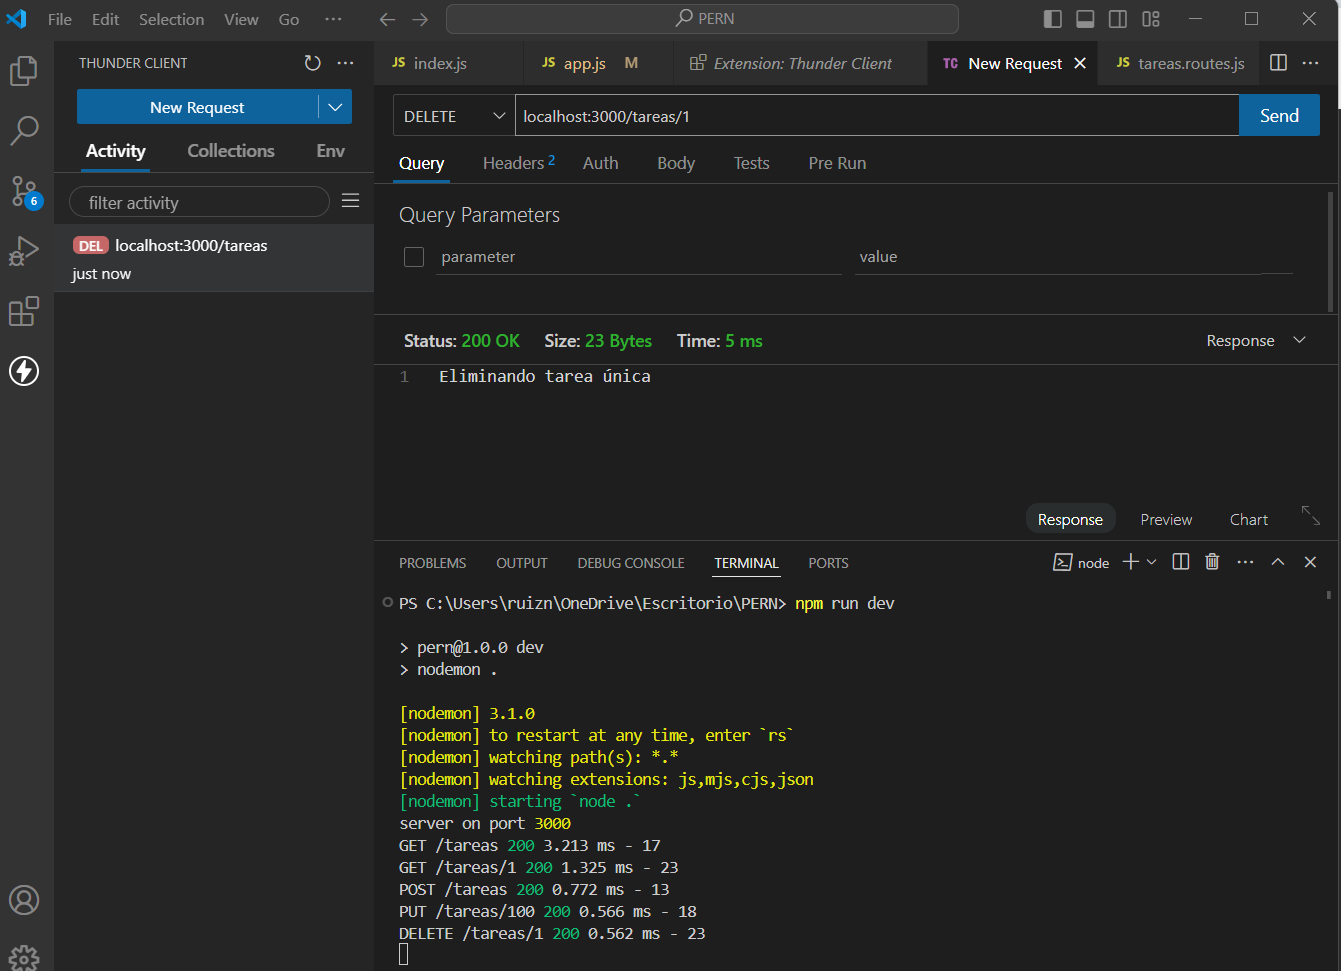 File Edit Selection View Go ··· PERN
THUNDER CLIENT
New Request
Activity Collections Env
filter activity
DEL localhost:3000/tareas
just now
6
JS index.js JS app.js M Extension: Thunder Client TC New Request JS tareas.routes.js
DELETE localhost:3000/tareas/1 Send
Query Headers 2 Auth Body Tests Pre Run
Query Parameters
parameter value
Status: 200 OK Size: 23 Bytes Time: 5 ms Response
1 Eliminando tarea única
Response Preview Chart
PROBLEMS OUTPUT DEBUG CONSOLE TERMINAL PORTS node
PS C:\Users\ruizn\OneDrive\Escritorio\PERN> npm run dev
> pern@1.0.0 dev
> nodemon .
[nodemon] 3.1.0
[nodemon] to restart at any time, enter `rs`
[nodemon] watching path(s): *.*
[nodemon] watching extensions: js,mjs,cjs,json
[nodemon] starting `node .`
server on port 3000
GET /tareas 200 3.213 ms - 17
GET /tareas/1 200 1.325 ms - 23
POST /tareas 200 0.772 ms - 13
PUT /tareas/100 200 0.566 ms - 18
DELETE /tareas/1 200 0.562 ms - 23